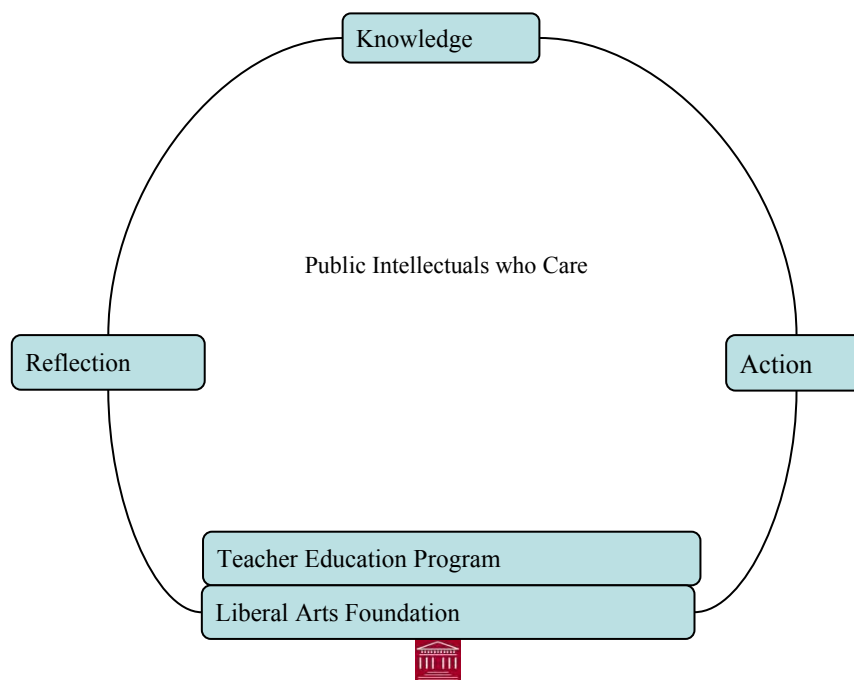 Knowledge
Public Intellectuals who Care
Reflection
Action
Teacher Education Program
Liberal Arts Foundation